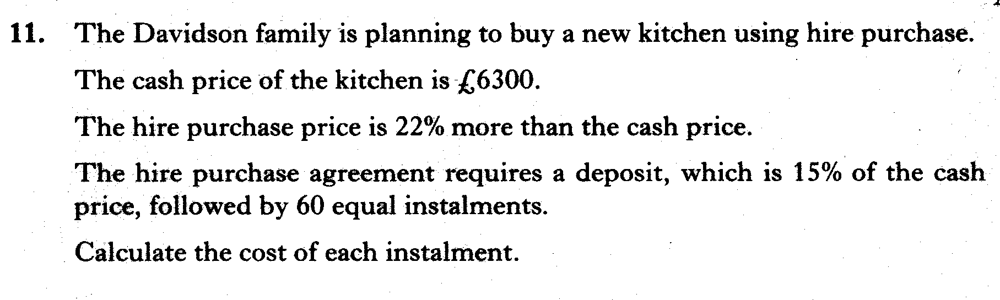 11. The Davidson family is planning to buy a new kitchen using hire purchase.
The cash price of the kitchen is £6300.
The hire purchase price is 22% more than the cash price.
The hire purchase agreement requires a deposit, which is 15% of the cash
price, followed by 60 equal instalments.
Calculate the cost of each instalment.